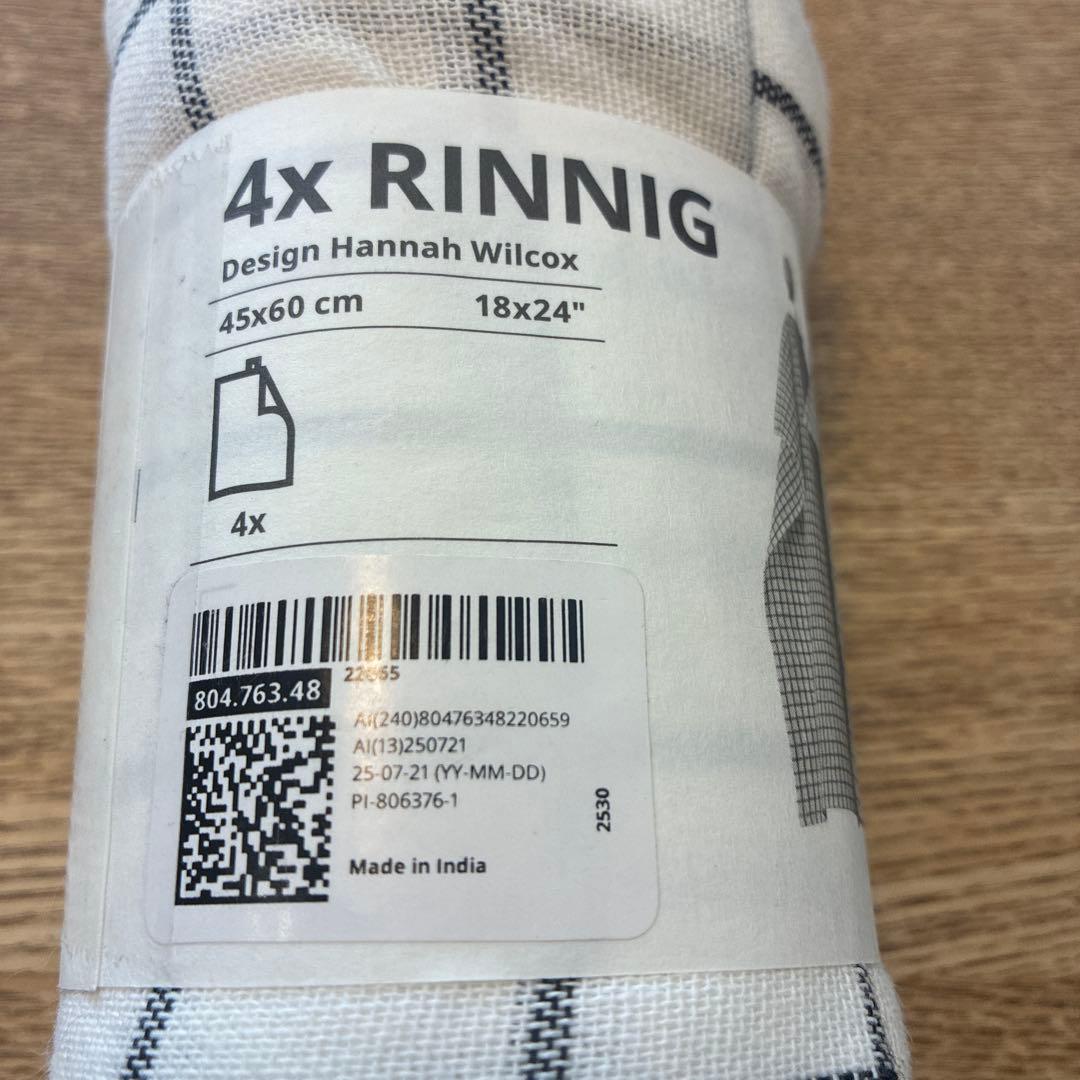 4x RINNIG
Design Hannah Wilcox
45x60 cm 18x24"
4x
804.763.48
AI(240)80476348220659
AI(13)250721
25-07-21 (YY-MM-DD)
PI-806376-1
2530
Made in India